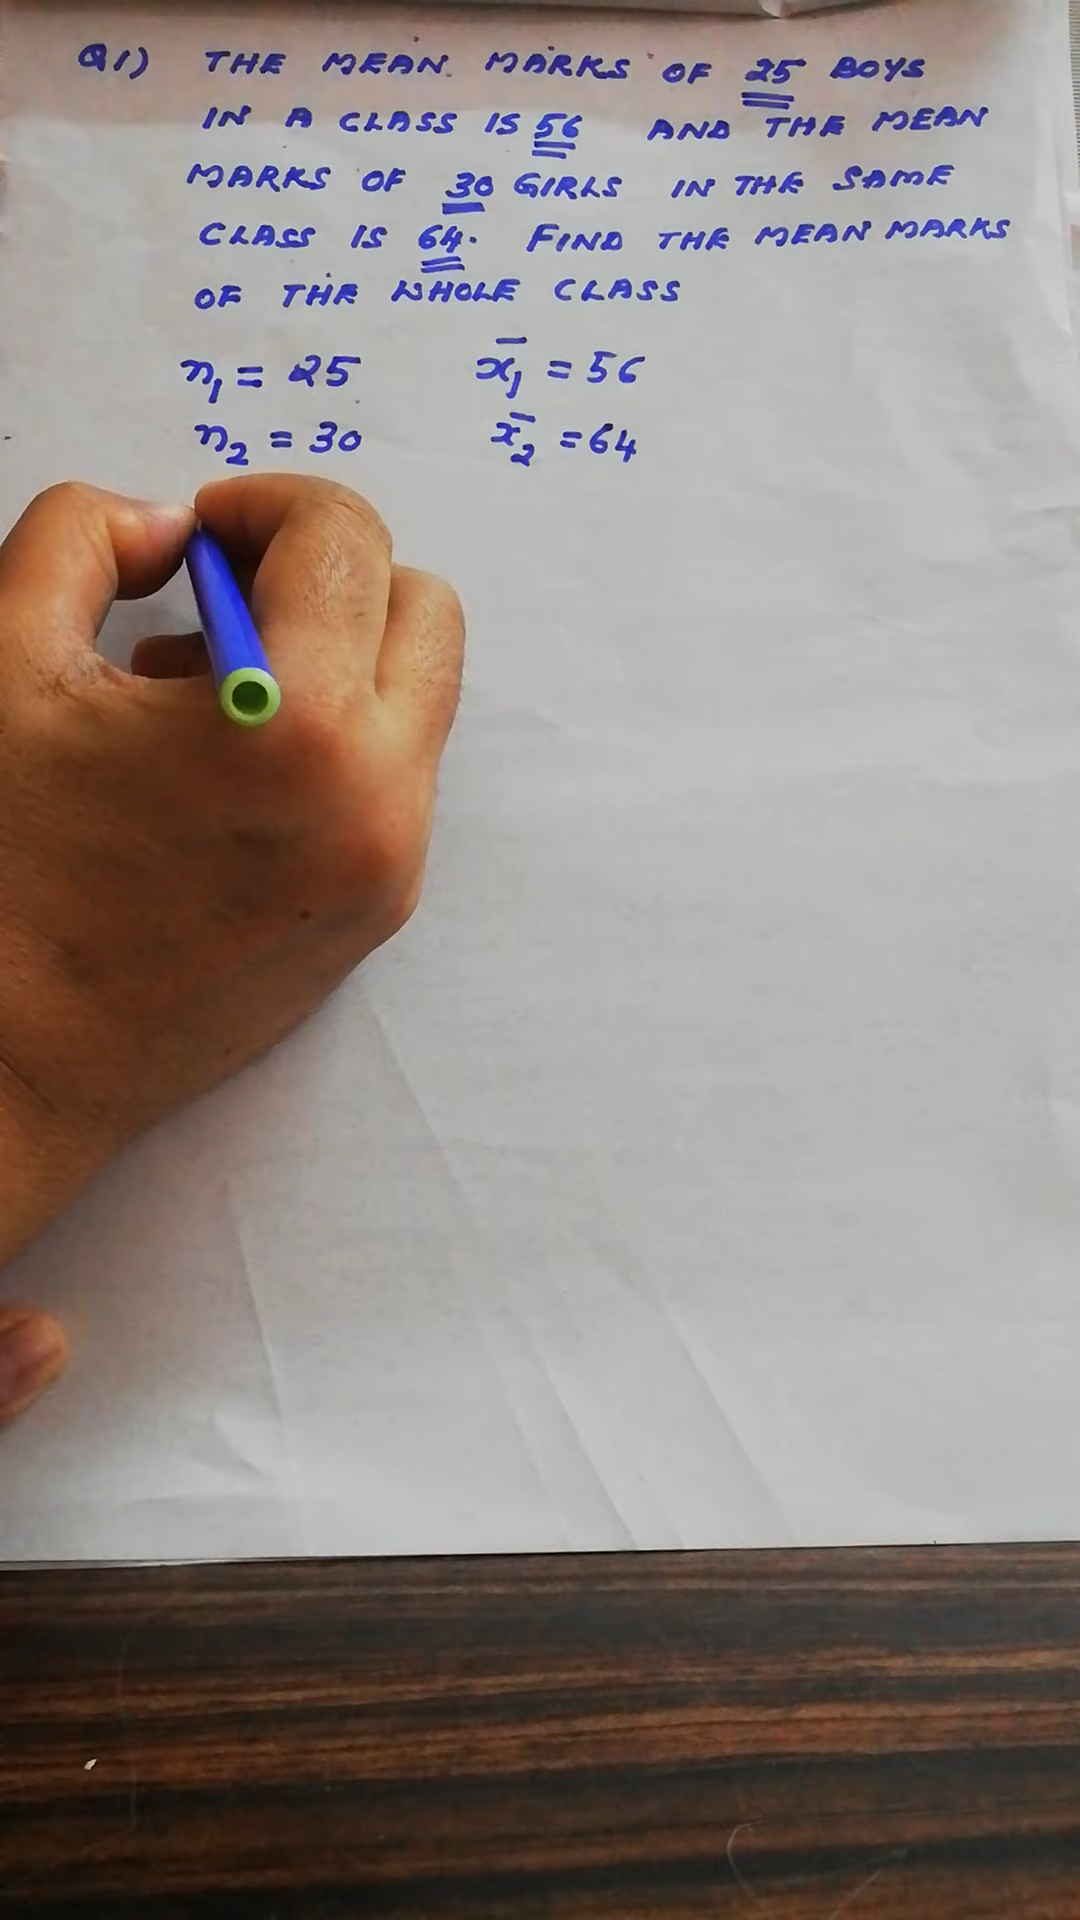 Q1) THE MEAN MARKS OF 25 BOYS
IN A CLASS IS 56 AND THE MEAN
MARKS OF 30 GIRLS IN THE SAME
CLASS IS 64. FIND THE MEAN MARKS
OF THE WHOLE CLASS
n₁ = 25 x̄₁ = 56
n₂ = 30 x̄₂ = 64